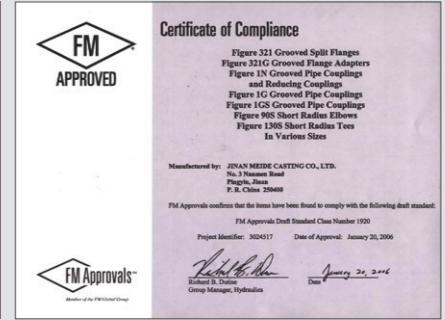 FM
APPROVED
Certificate of Compliance
Figure 321 Grooved Split Flanges
Figure 321G Grooved Flange Adapters
Figure 1N Grooved Pipe Couplings
and Reducing Couplings
Figure 1G Grooved Pipe Couplings
Figure 1GS Grooved Pipe Couplings
Figure 90S Short Radius Elbows
Figure 130S Short Radius Tees
In Various Sizes
Manufactured by: JINAN MEIDE CASTING CO., LTD.
No. 3 Nanmen Road
Pingyin, Jinan
P. R. China 250400
FM Approvals confirms that the items have been found to comply with the following draft standard:
FM Approvals Draft Standard Class Number 1920
Project Identifier: 3024517 Date of Approval: January 20, 2006
January 20, 2006
Richard B. Dunne Date
Group Manager, Hydraulics
FM Approvals
Member of the FM Global Group